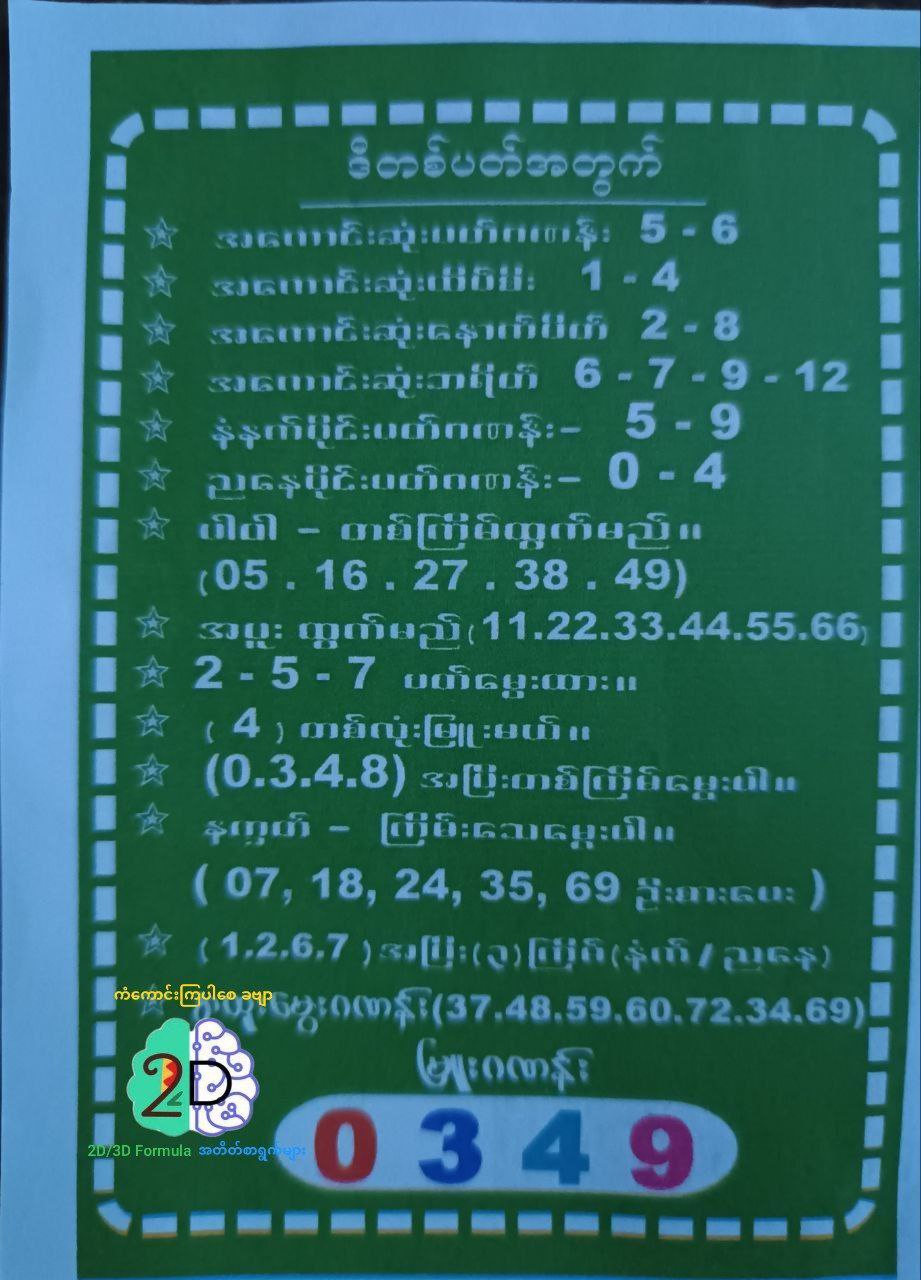 ဒီတစ်ပတ်အတွက်
အကောင်းဆုံးပတ်ဂဏန်း 5 - 6
အကောင်းဆုံးထိပ်စီး 1 - 4
အကောင်းဆုံးနောက်ပိတ် 2 - 8
အကောင်းဆုံးဘရိတ် 6 - 7 - 9 - 12
နံနက်ပိုင်းပတ်ဂဏန်း– 5 - 9
ညနေပိုင်းပတ်ဂဏန်း– 0 - 4
ပါဝါ – တစ်ကြိမ်ထွက်မည်။
(05 . 16 . 27 . 38 . 49)
အပူး ထွက်မည်(11.22.33.44.55.66)
2 - 5 - 7 ပတ်မွေးထား။
( 4 ) တစ်လုံးဖြူးမယ်။
(0.3.4.8) အပြီးတစ်ကြိမ်မွေးပါ။
နက္ခတ် – ကြိမ်းသေမွေးပါ။
( 07, 18, 24, 35, 69 ဦးစားပေး )
( 1.2.6.7 )အပြီး(၃)ကြိမ်(နံက်/ညနေ)
မွေးဂဏန်း(37.48.59.60.72.34.69)
ကံကောင်းကြပါစေ ခဗျာ
ဖြူးဂဏန်း
2D
0 3 4 9
2D/3D Formula အတိတ်စာရွက်များ